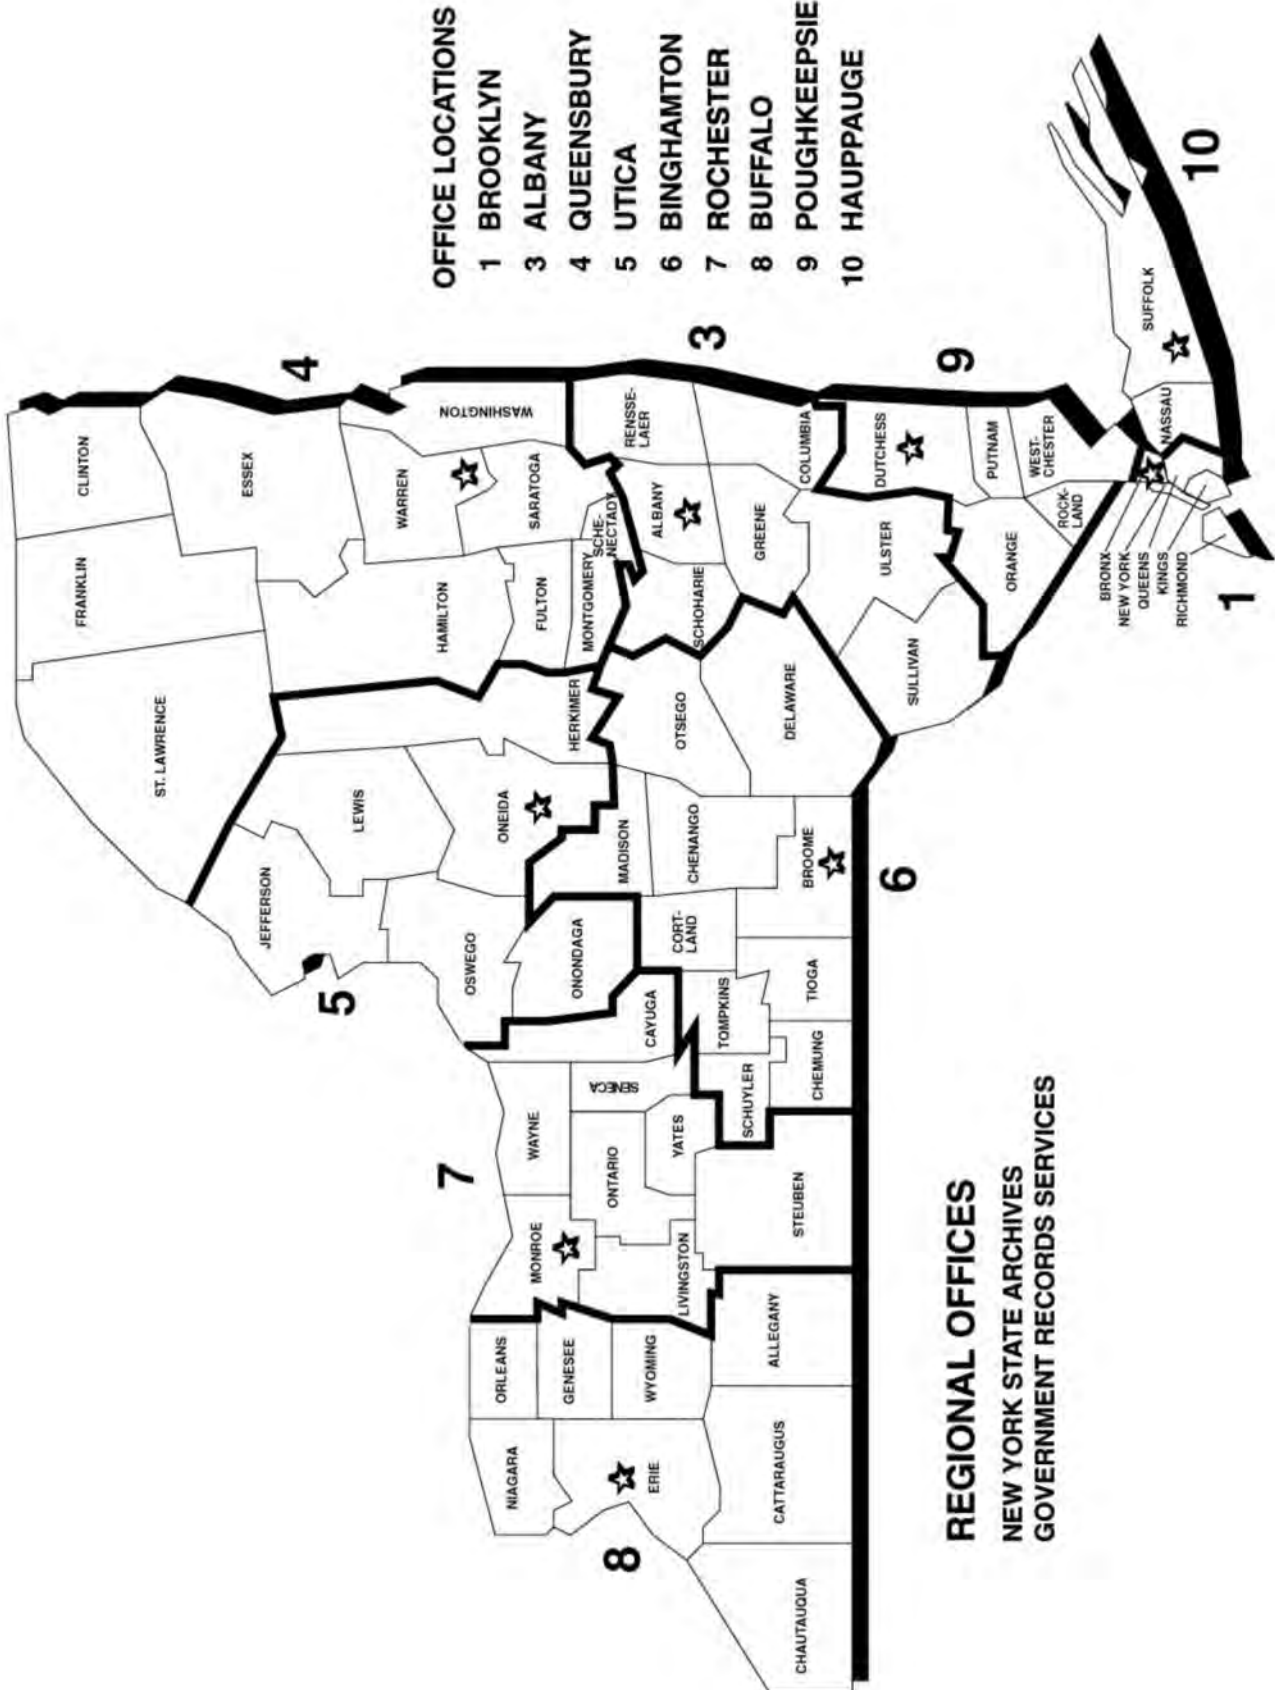 OFFICE LOCATIONS
1 BROOKLYN
3 ALBANY
4 QUEENSBURY
5 UTICA
6 BINGHAMTON
7 ROCHESTER
8 BUFFALO
9 POUGHKEEPSIE
10 HAUPPAUGE
4
CLINTON
FRANKLIN
ST. LAWRENCE
ESSEX
WARREN
WASHINGTON
HAMILTON
SARATOGA
FULTON
MONTGOMERY
SCHE-
NECTADY
5
JEFFERSON
LEWIS
HERKIMER
ONEIDA
OSWEGO
ONONDAGA
3
RENSSE-
LAER
ALBANY
SCHOHARIE
COLUMBIA
GREENE
ULSTER
SULLIVAN
7
MONROE
WAYNE
CAYUGA
SENECA
ONTARIO
YATES
LIVINGSTON
STEUBEN
8
NIAGARA
ORLEANS
GENESEE
WYOMING
ERIE
CHAUTAUQUA
CATTARAUGUS
ALLEGANY
6
MADISON
OTSEGO
CHENANGO
CORT-
LAND
DELAWARE
BROOME
TIOGA
TOMPKINS
SCHUYLER
CHEMUNG
9
DUTCHESS
PUTNAM
WEST-
CHESTER
ROCK-
LAND
ORANGE
10
SUFFOLK
NASSAU
1
BRONX
NEW YORK
QUEENS
KINGS
RICHMOND
REGIONAL OFFICES
NEW YORK STATE ARCHIVES
GOVERNMENT RECORDS SERVICES